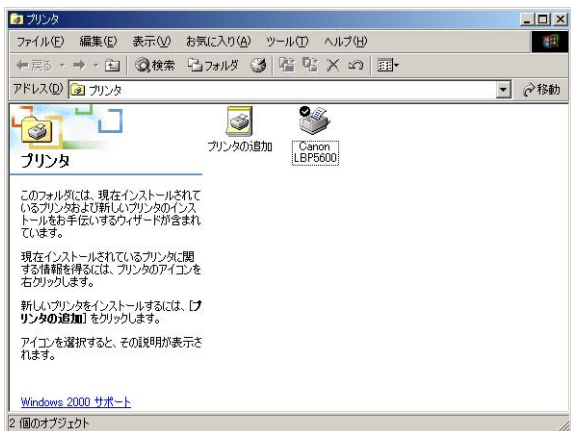 プリンタ
ファイル(F) 編集(E) 表示(V) お気に入り(A) ツール(T) ヘルプ(H)
戻る 検索 フォルダ
アドレス(D) プリンタ 移動
プリンタの追加
Canon
LBP5600
プリンタ
このフォルダには、現在インストールされて
いるプリンタおよび新しいプリンタのインス
トールをお手伝いするウィザードが含まれ
ています。
現在インストールされているプリンタに関
する情報を得るには、プリンタのアイコンを
右クリックします。
新しいプリンタをインストールするには、[プ
リンタの追加] をクリックします。
アイコンを選択すると、その説明が表示さ
れます。
Windows 2000 サポート
2 個のオブジェクト